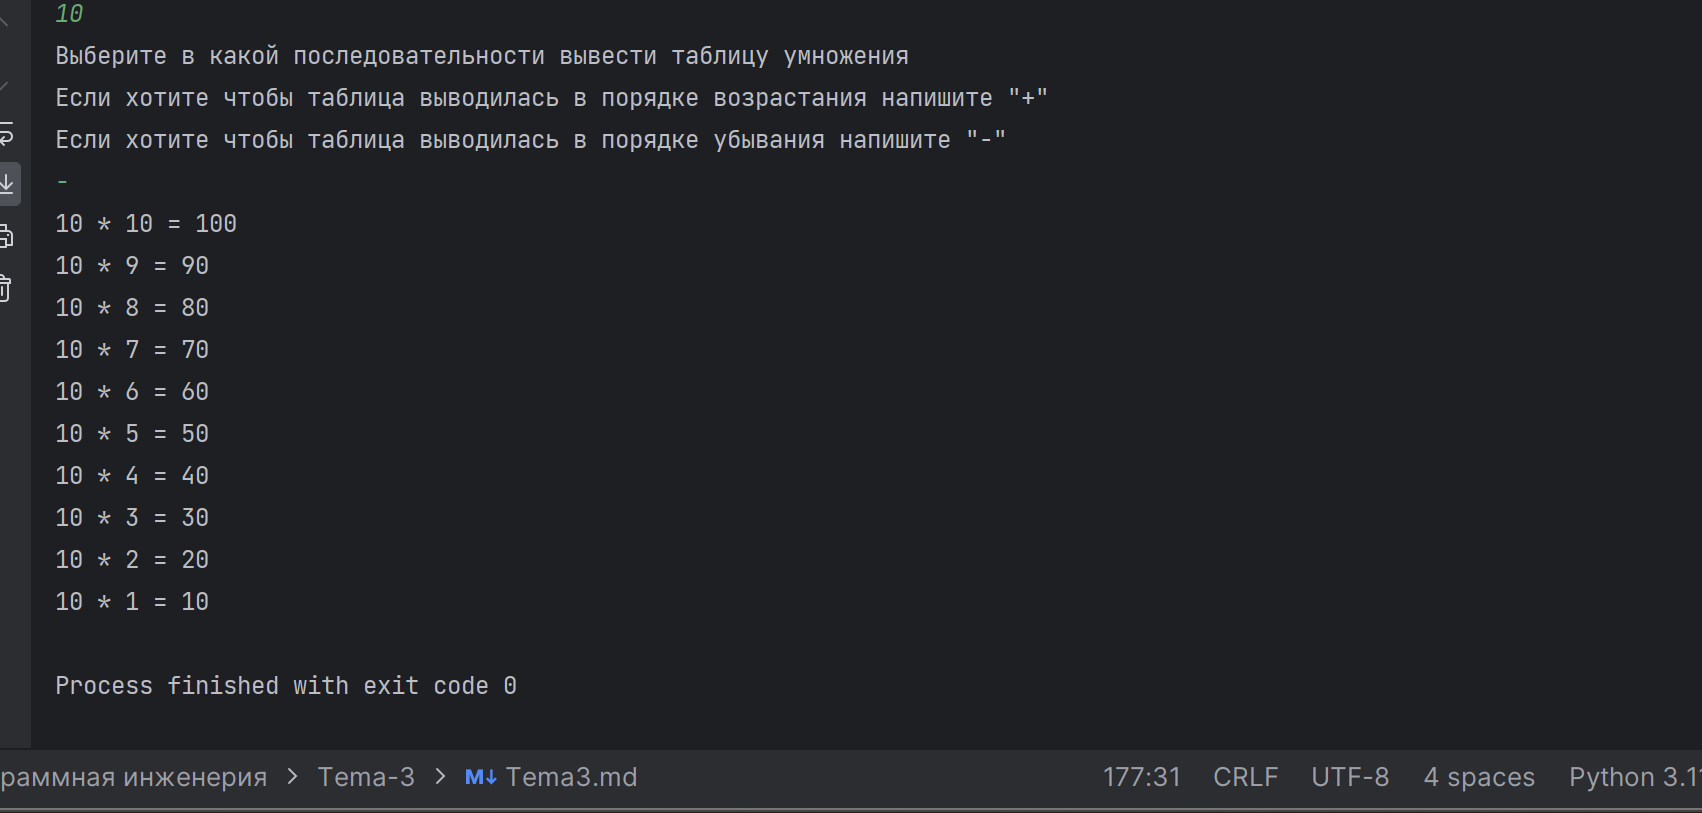 10
Выберите в какой последовательности вывести таблицу умножения
Если хотите чтобы таблица выводилась в порядке возрастания напишите "+"
Если хотите чтобы таблица выводилась в порядке убывания напишите "-"
-
10 * 10 = 100
10 * 9 = 90
10 * 8 = 80
10 * 7 = 70
10 * 6 = 60
10 * 5 = 50
10 * 4 = 40
10 * 3 = 30
10 * 2 = 20
10 * 1 = 10
Process finished with exit code 0
раммная инженерия > Tema-3 > M↓ Tema3.md 177:31 CRLF UTF-8 4 spaces Python 3.11